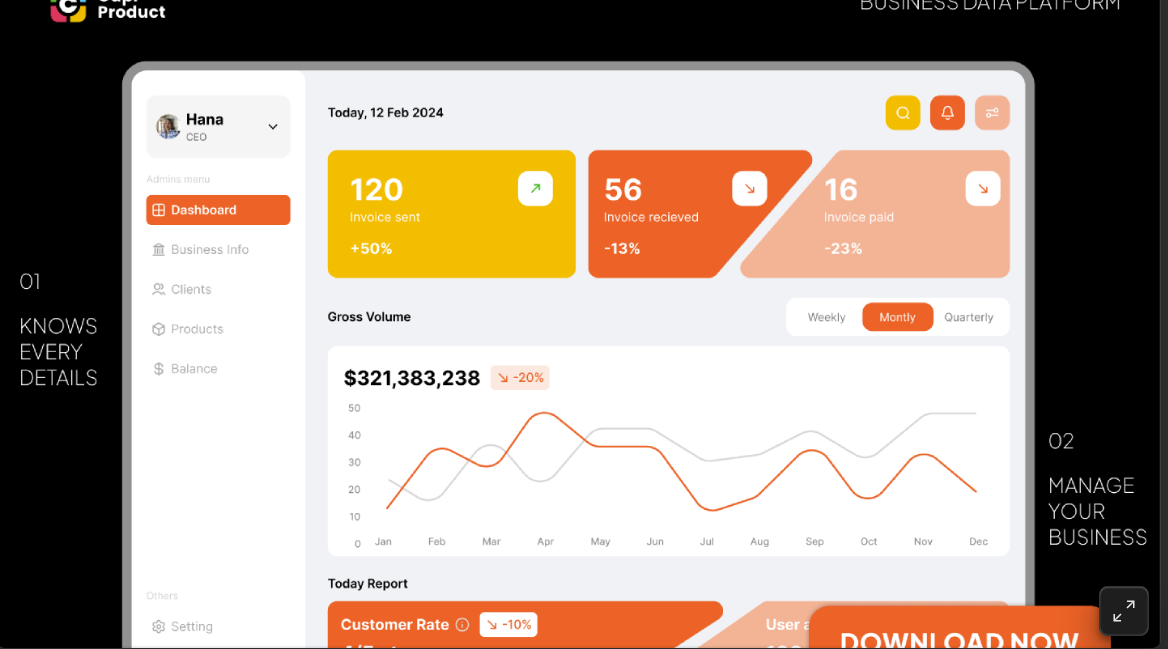 Product
BUSINESS DATA PLATFORM
Hana
CEO
Today, 12 Feb 2024
Admins menu
Dashboard
Business Info
Clients
Products
Balance
Others
Setting
120
Invoice sent
+50%
56
Invoice recieved
-13%
16
Invoice paid
-23%
Gross Volume
Weekly
Montly
Quarterly
$321,383,238
-20%
50
40
30
20
10
0
Jan
Feb
Mar
Apr
May
Jun
Jul
Aug
Sep
Oct
Nov
Dec
Today Report
Customer Rate
-10%
User
DOWNLOAD NOW
01
KNOWS
EVERY
DETAILS
02
MANAGE
YOUR
BUSINESS